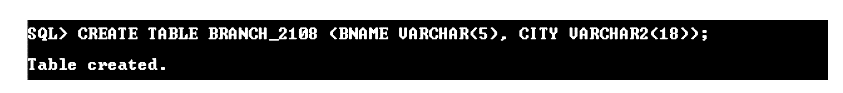 SQL> CREATE TABLE BRANCH_2108 (BNAME VARCHAR(5), CITY VARCHAR2(18));
Table created.